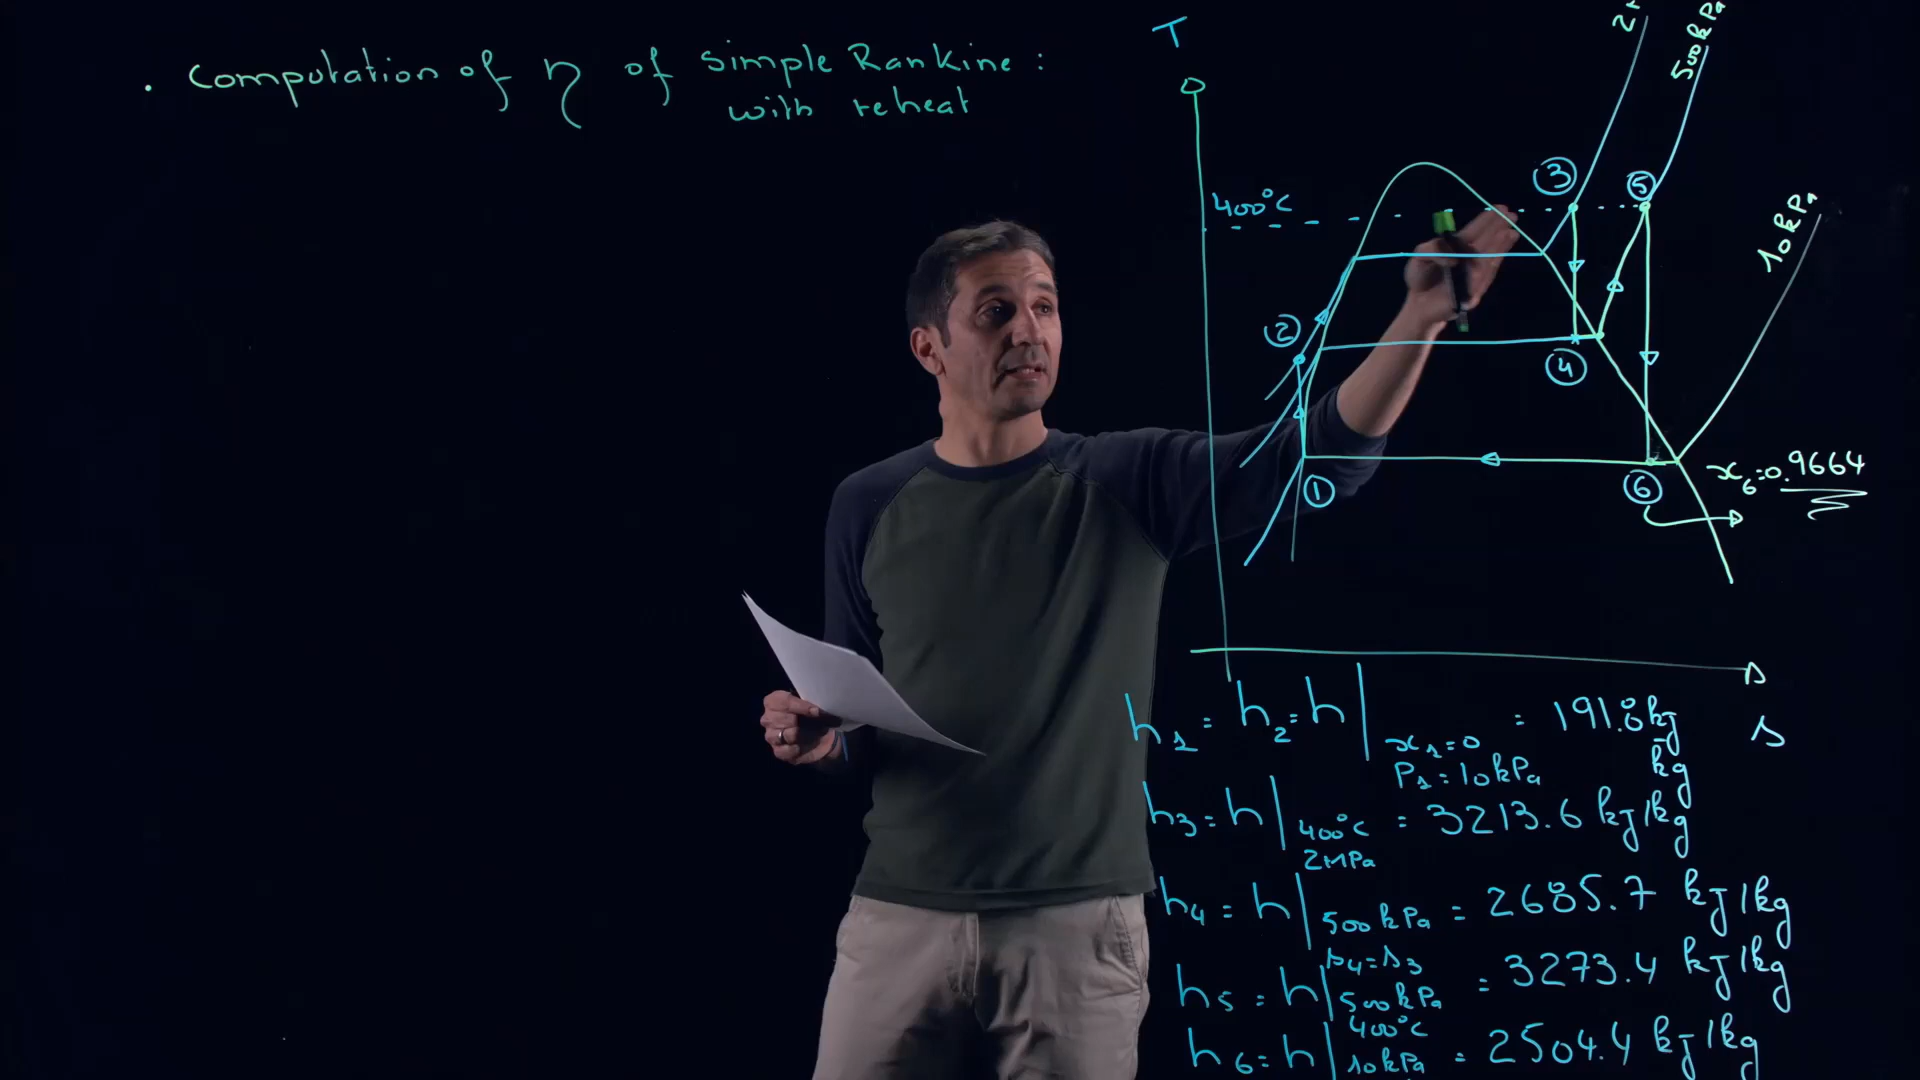 . Computation of η of simple Rankine :
with reheat
T
500kPa
10kPa
400°C
③
⑤
②
④
①
⑥
x6=0.9664
s
h1 = h2 = h | x1=0 P1=10kPa = 191.8 kJ/kg
h3 = h | 400°C 2MPa = 3213.6 kJ/kg
h4 = h | 500kPa s4=s3 = 2685.7 kJ/kg
h5 = h | 500kPa 400°C = 3273.4 kJ/kg
h6 = h | 10kPa = 2504.4 kJ/kg